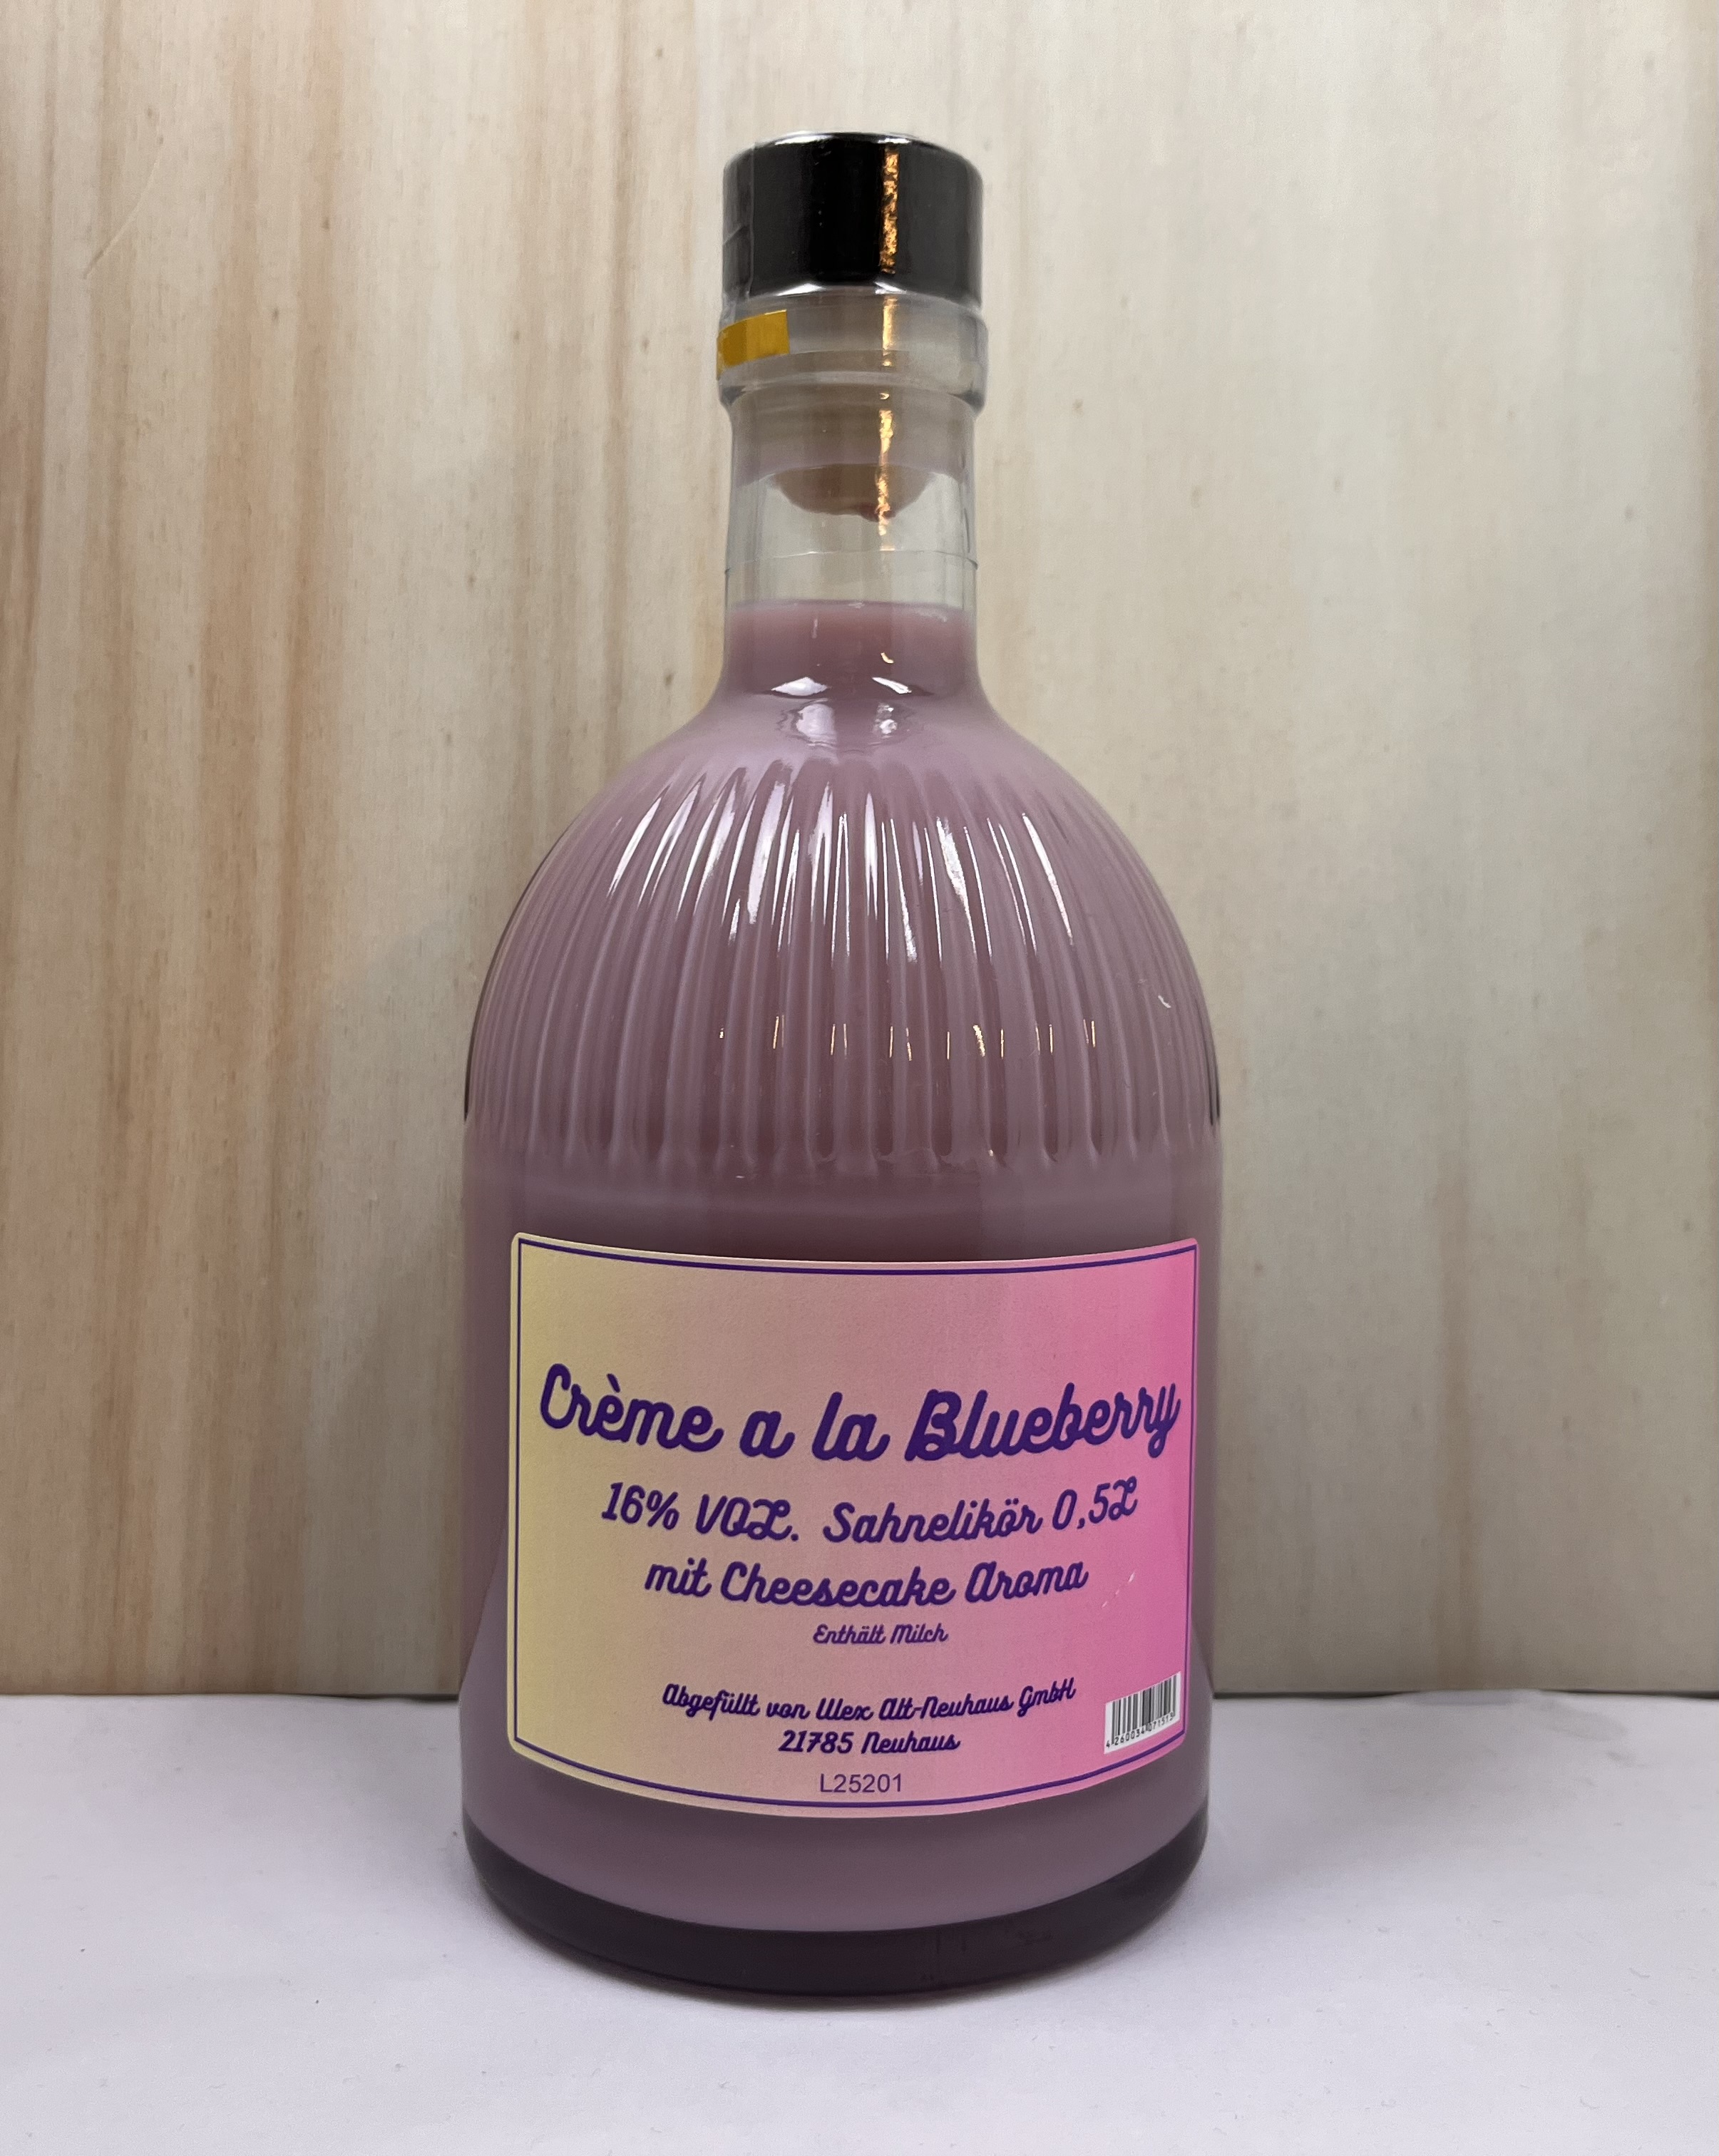 Crème a la Blueberry
16% VOL. Sahnelikör 0,5L
mit Cheesecake Aroma
Enthält Milch
Abgefüllt von Ulex Alt-Neuhaus GmbH
21785 Neuhaus
L25201